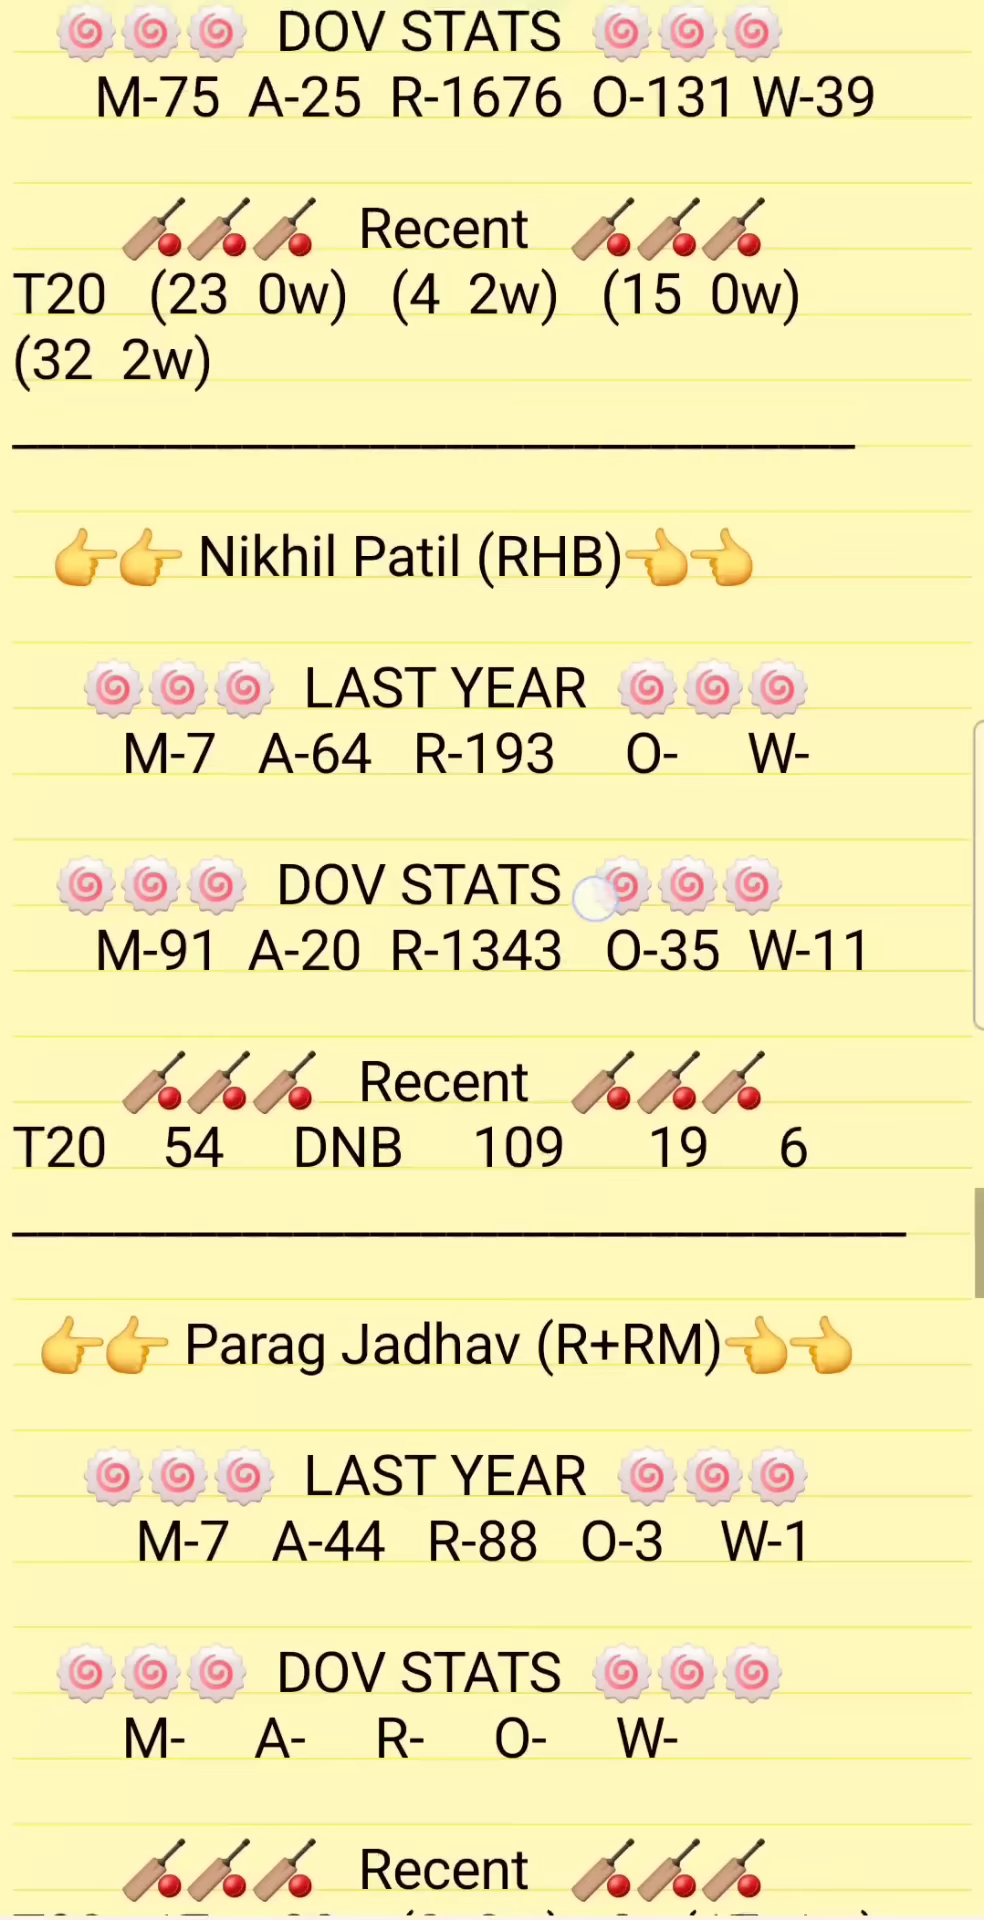 🍥🍥🍥 DOV STATS 🍥🍥🍥
M-75 A-25 R-1676 O-131 W-39
🏏🏏🏏 Recent 🏏🏏🏏
T20 (23 0w) (4 2w) (15 0w)
(32 2w)
👉👉 Nikhil Patil (RHB)👈👈
🍥🍥🍥 LAST YEAR 🍥🍥🍥
M-7 A-64 R-193 O- W-
🍥🍥🍥 DOV STATS 🍥🍥🍥
M-91 A-20 R-1343 O-35 W-11
🏏🏏🏏 Recent 🏏🏏🏏
T20 54 DNB 109 19 6
👉👉 Parag Jadhav (R+RM)👈👈
🍥🍥🍥 LAST YEAR 🍥🍥🍥
M-7 A-44 R-88 O-3 W-1
🍥🍥🍥 DOV STATS 🍥🍥🍥
M- A- R- O- W-
🏏🏏🏏 Recent 🏏🏏🏏